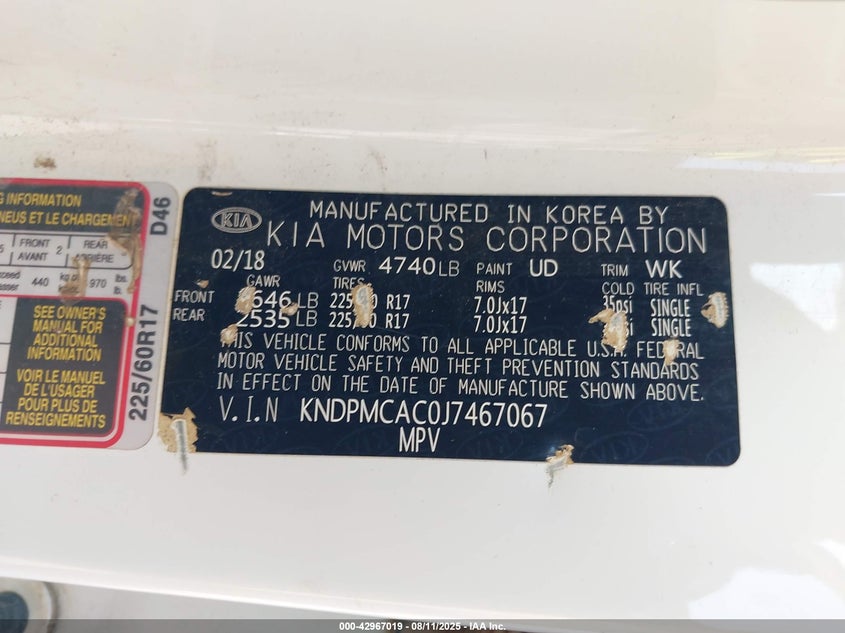 G INFORMATION
NEUS ET LE CHARGEMENT
FRONT 2 REAR
AVANT
440 970 lbs.
lb.
SEE OWNER'S
MANUAL FOR
ADDITIONAL
INFORMATION
VOIR LE MANUEL
DE L'USAGER
POUR PLUS DE
RENSEIGNEMENTS
225/60R17 D46
KIA
MANUFACTURED IN KOREA BY
KIA MOTORS CORPORATION
02/18 GVWR 4740LB PAINT UD TRIM WK
GAWR TIRES RIMS COLD TIRE INFL
FRONT LB R17 7.0Jx17 35psi SINGLE
REAR 2535LB R17 7.0Jx17 SINGLE
THIS VEHICLE CONFORMS TO ALL APPLICABLE U.S.A. FEDERAL
MOTOR VEHICLE SAFETY AND THEFT PREVENTION STANDARDS
IN EFFECT ON THE DATE OF MANUFACTURE SHOWN ABOVE.
V.I.N KNDPMCAC0J7467067
MPV
000-42967019 - 08/11/2025 - IAA Inc.